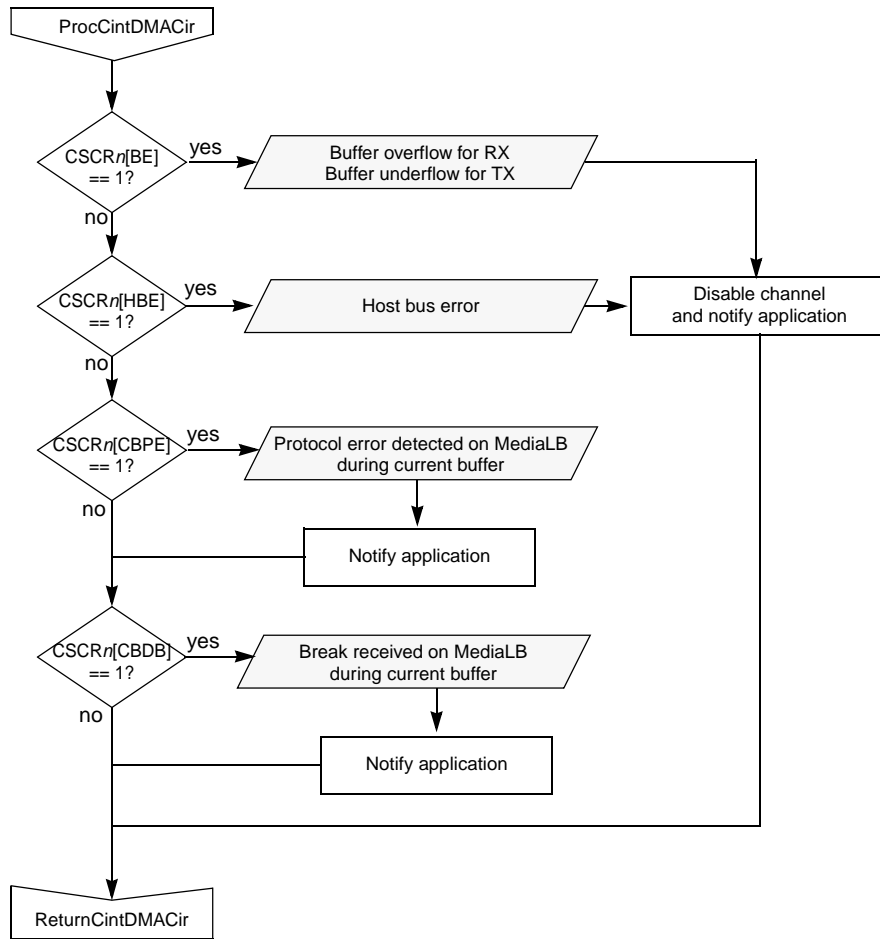 ProcCintDMACir
CSCRn[BE]
== 1?
yes
Buffer overflow for RX
Buffer underflow for TX
no
CSCRn[HBE]
== 1?
yes
Host bus error
Disable channel
and notify application
no
CSCRn[CBPE]
== 1?
yes
Protocol error detected on MediaLB
during current buffer
no
Notify application
CSCRn[CBDB]
== 1?
yes
Break received on MediaLB
during current buffer
no
Notify application
ReturnCintDMACir